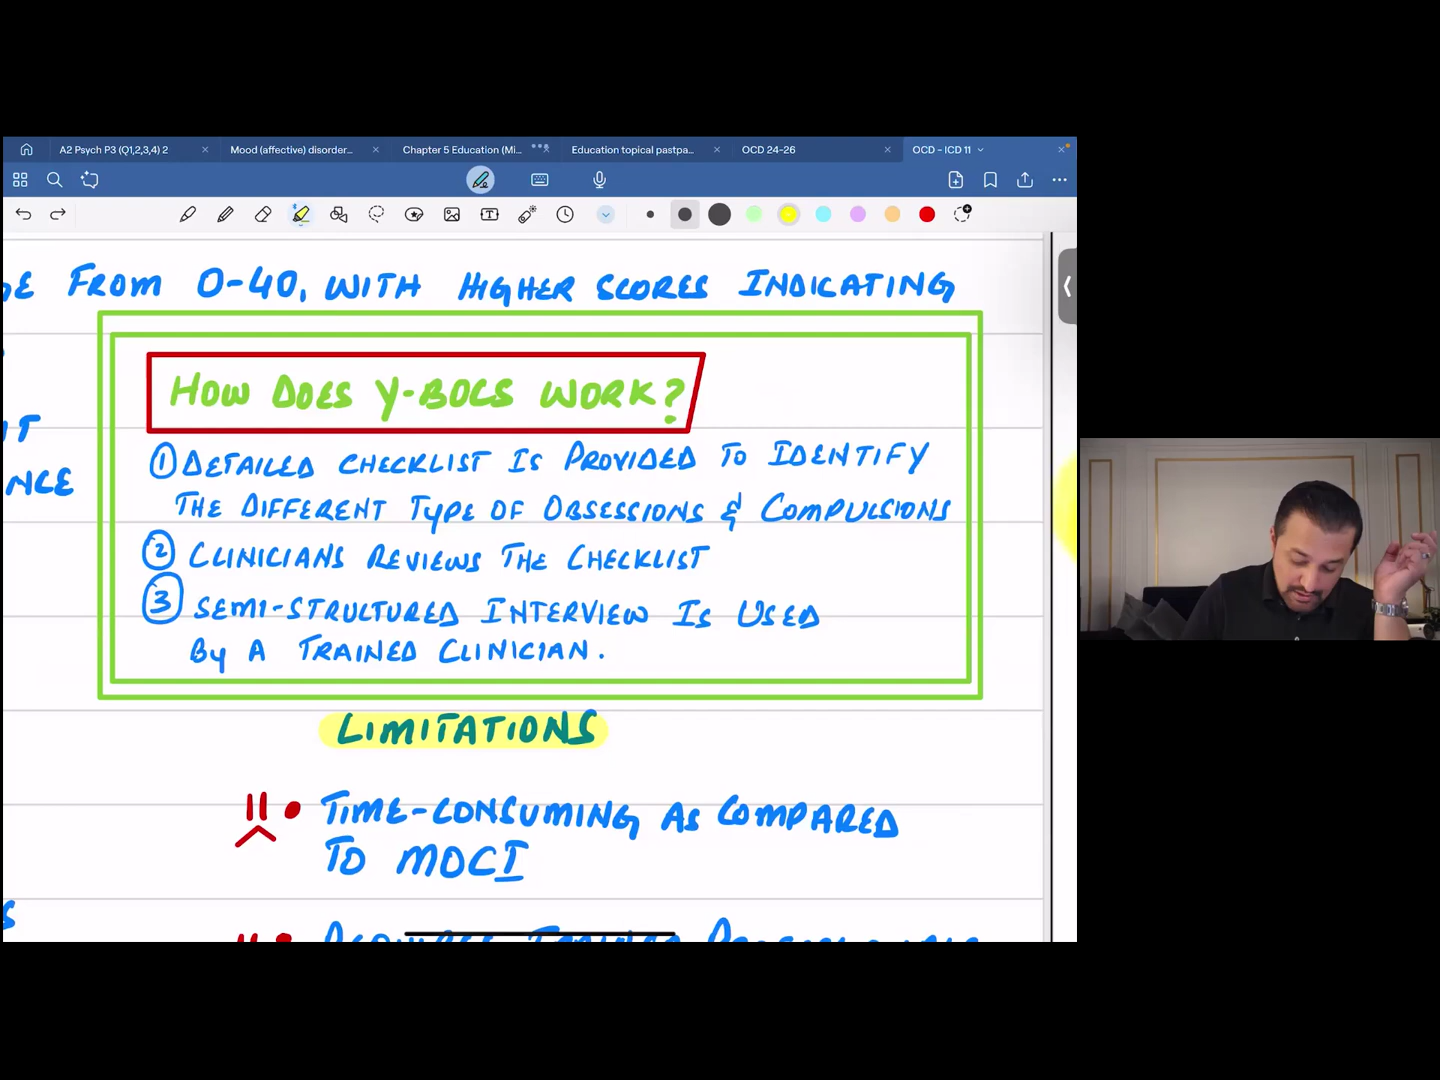 A2 Psych P3 (Q1,2,3,4) 2
Mood (affective) disorder...
Chapter 5 Education (Mi...
Education topical pastpa...
OCD 24-26
OCD - ICD 11
FROM 0-40, WITH HIGHER SCORES INDICATING
HOW DOES Y-BOCS WORK?
① DETAILED CHECKLIST IS PROVIDED TO IDENTIFY
THE DIFFERENT TYPE OF OBSESSIONS & COMPULSIONS
② CLINICIANS REVIEWS THE CHECKLIST
③ SEMI-STRUCTURED INTERVIEW IS USED
BY A TRAINED CLINICIAN.
LIMITATIONS
• TIME-CONSUMING AS COMPARED
TO MOCI